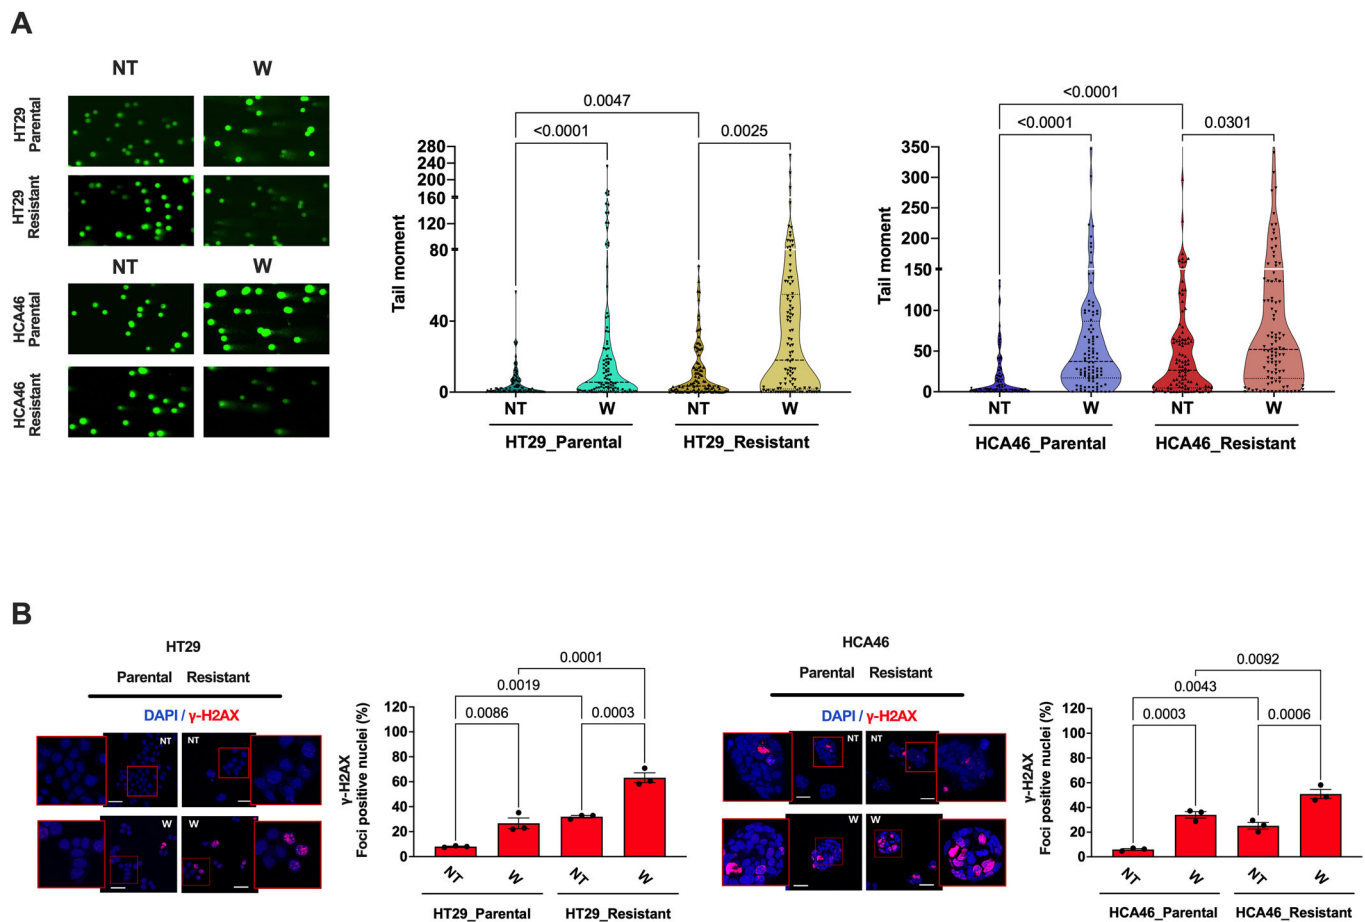 A
NT W
HT29
Parental
HT29
Resistant
NT W
HCA46
Parental
HCA46
Resistant
0.0047
<0.0001 0.0025
Tail moment
280
240
200
160
120
80
40
0
NT W NT W
HT29_Parental HT29_Resistant
<0.0001
<0.0001 0.0301
Tail moment
350
300
250
200
150
100
50
0
NT W NT W
HCA46_Parental HCA46_Resistant
B
HT29
Parental Resistant
DAPI / γ-H2AX
NT NT
W W
0.0001
0.0019
0.0086 0.0003
γ-H2AX
Foci positive nuclei (%)
120
100
80
60
40
20
0
NT W NT W
HT29_Parental HT29_Resistant
HCA46
Parental Resistant
DAPI / γ-H2AX
NT NT
W W
0.0092
0.0043
0.0003 0.0006
γ-H2AX
Foci positive nuclei (%)
120
100
80
60
40
20
0
NT W NT W
HCA46_Parental HCA46_Resistant